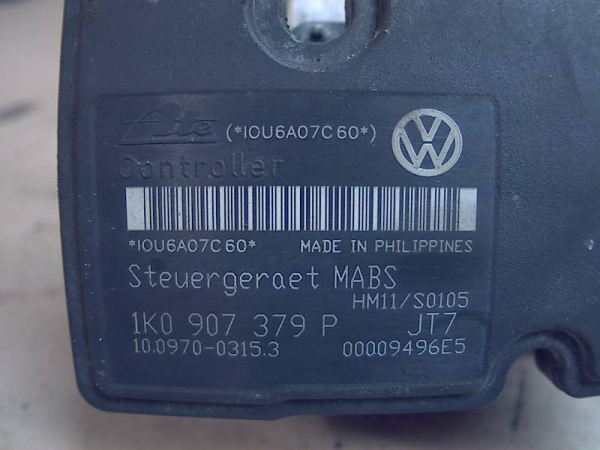 Ate (*IOU6A07C60*)
Controller
*IOU6A07C60* MADE IN PHILIPPINES
Steuergeraet MABS
HM11/S0105
1K0 907 379 P JT7
10.0970-0315.3 00009496E5